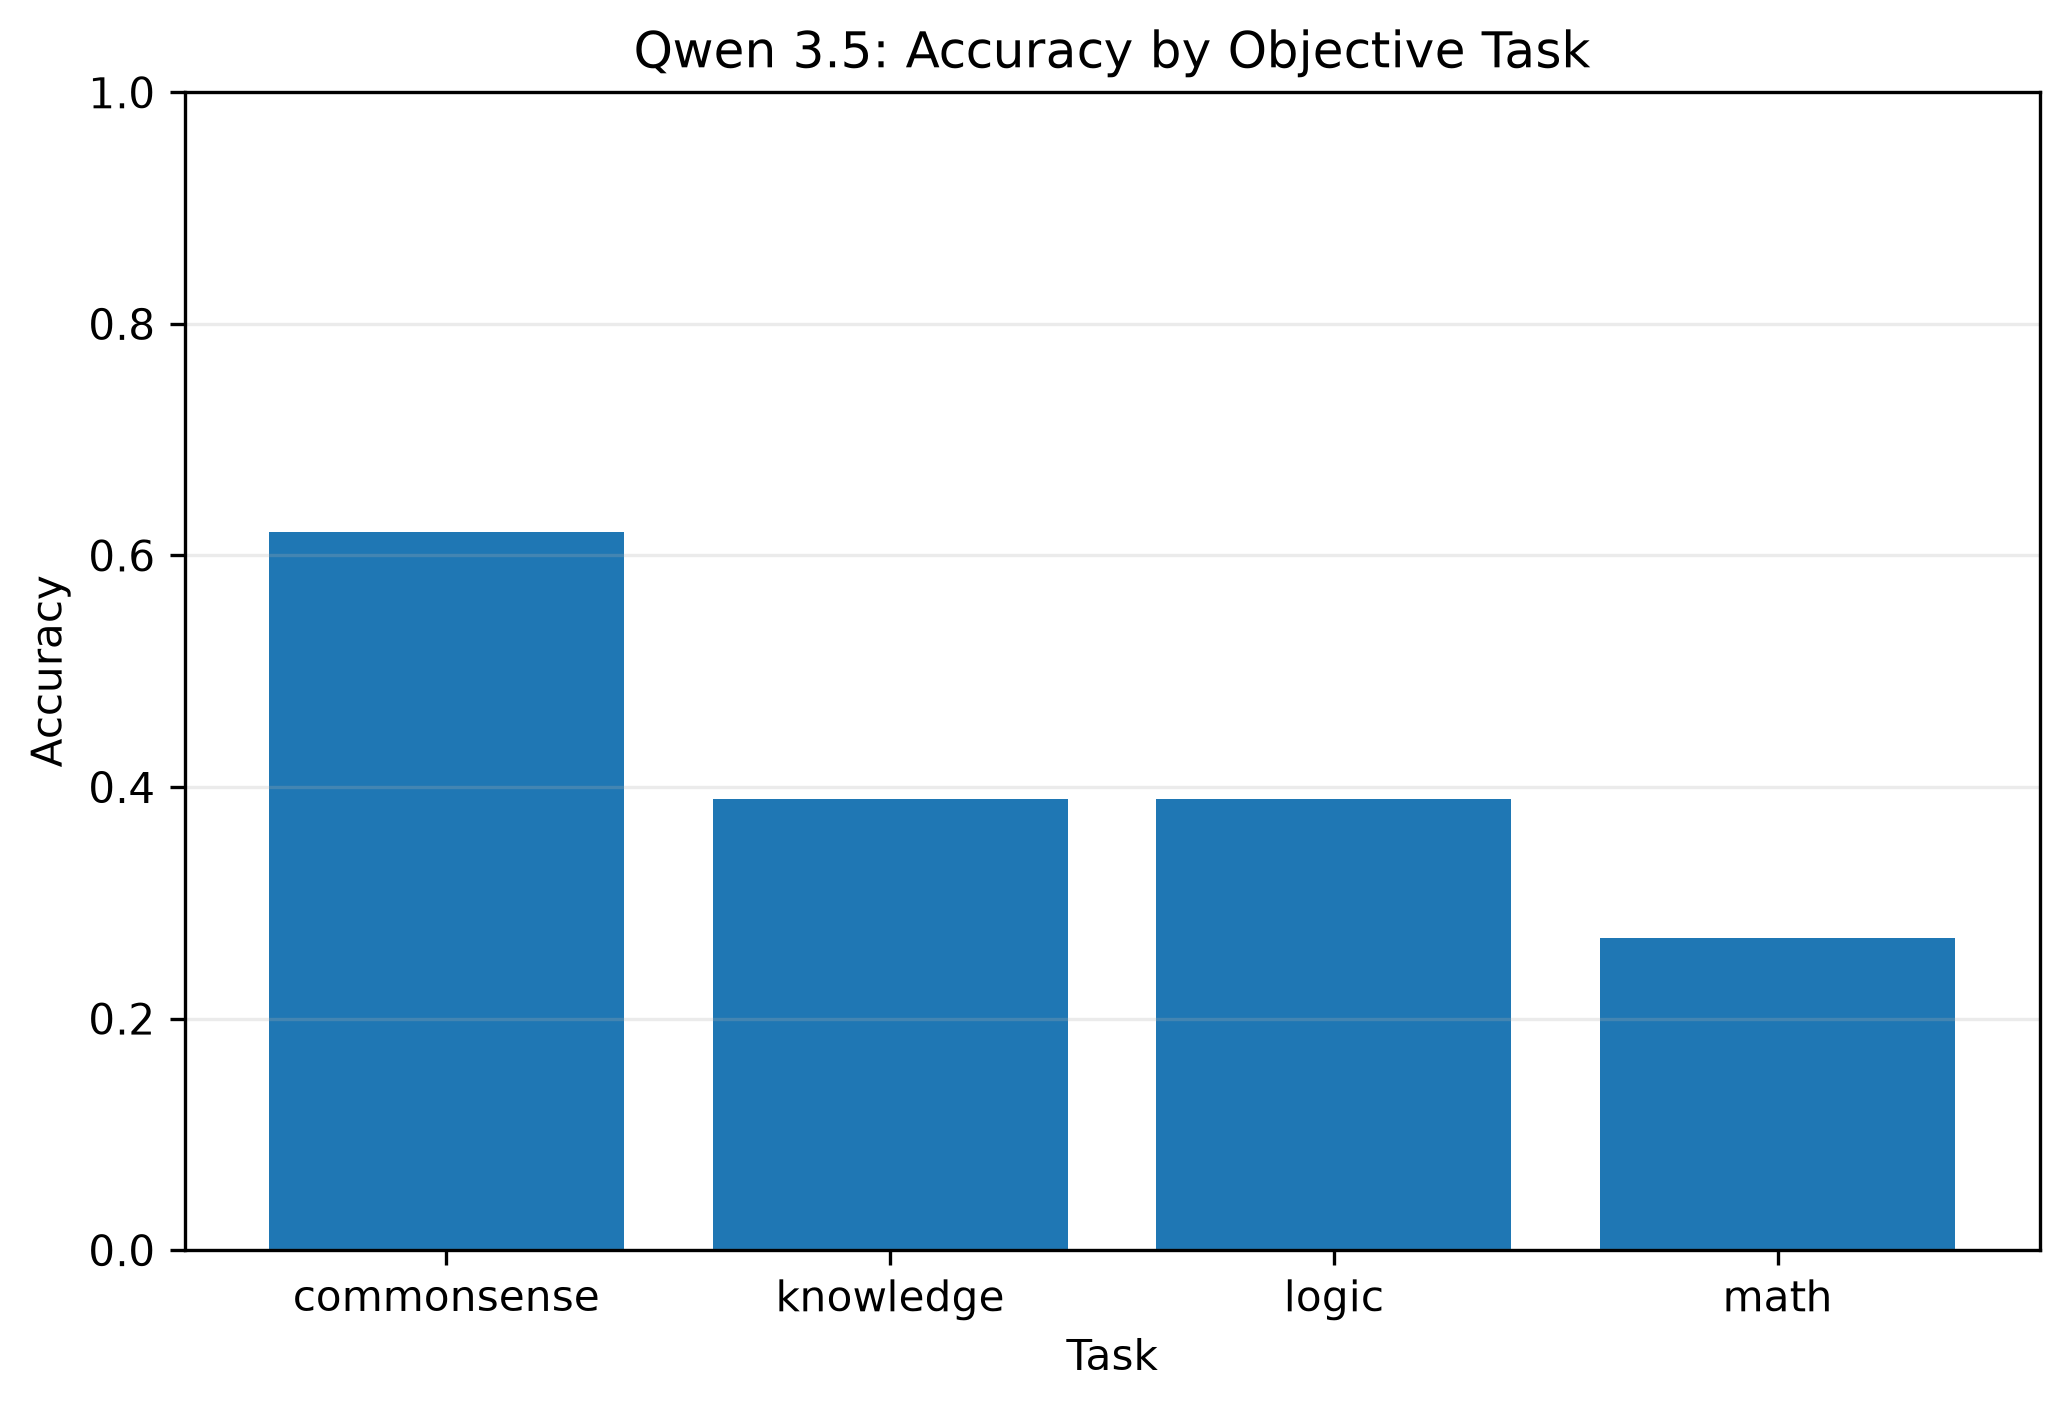 Qwen 3.5: Accuracy by Objective Task
1.0
0.8
0.6
0.4
0.2
0.0
Accuracy
commonsense knowledge logic math
Task